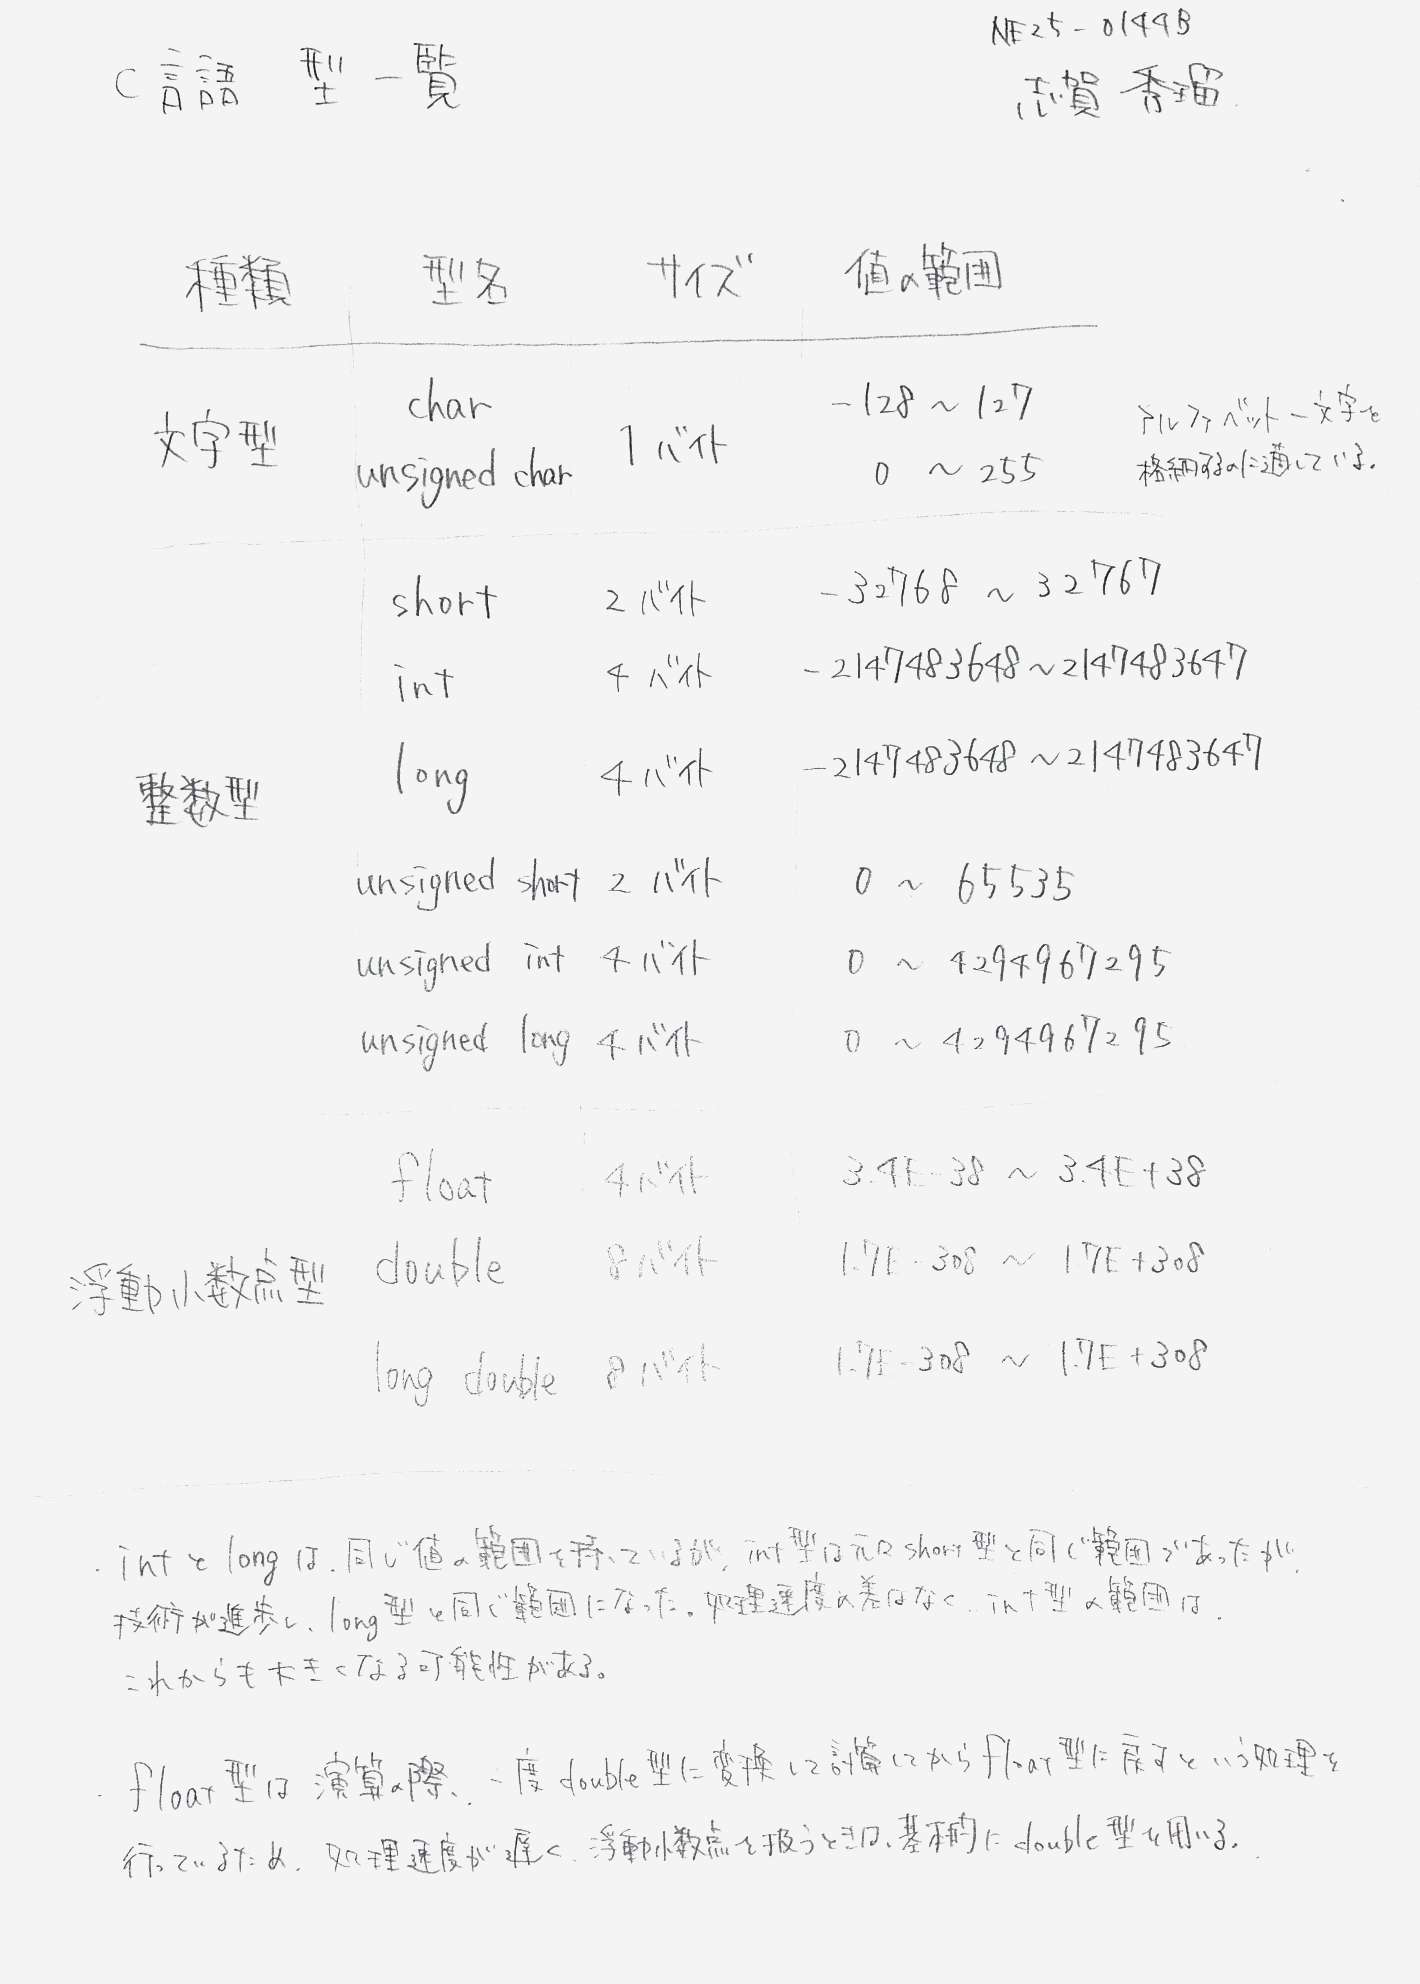 NE25-0144B
C言語 型一覧
志賀 秀瑠
種類 型名 サイズ 値の範囲
文字型
char 1バイト -128 ~ 127
unsigned char 0 ~ 255
アルファベット一文字を
格納するのに適している。
整数型
short 2バイト -32768 ~ 32767
int 4バイト -2147483648~2147483647
long 4バイト -2147483648~2147483647
unsigned short 2バイト 0 ~ 65535
unsigned int 4バイト 0 ~ 4294967295
unsigned long 4バイト 0 ~ 4294967295
浮動小数点型
float 4バイト 3.4E-38 ~ 3.4E+38
double 8バイト 1.7E-308 ~ 1.7E+308
long double 8バイト 1.7E-308 ~ 1.7E+308
・intとlongは、同じ値の範囲を持っているが、int型は元々short型と同じ範囲であったが、
技術が進歩し、long型と同じ範囲になった。処理速度の差はなく、int型の範囲は、
これからも大きくなる可能性がある。
・float型は演算の際、一度double型に変換して計算してからfloat型に戻すという処理を
行っているため、処理速度が遅く、浮動小数点を扱うときは、基本的にdouble型を用いる。